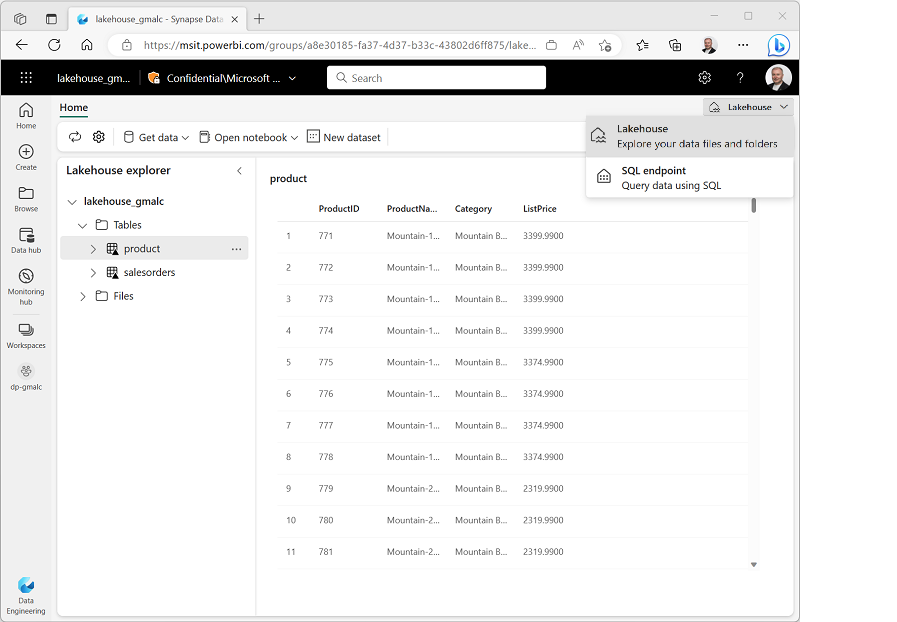 lakehouse_gmalc - Synapse Data
https://msit.powerbi.com/groups/a8e30185-fa37-4d37-b33c-43802d6ff875/lake...
lakehouse_gm...
Confidential\Microsoft ...
Search
Home
Lakehouse
Home
Create
Browse
Data hub
Monitoring
hub
Workspaces
dp-gmalc
Data
Engineering
Get data
Open notebook
New dataset
Lakehouse
Explore your data files and folders
SQL endpoint
Query data using SQL
Lakehouse explorer
lakehouse_gmalc
Tables
product
salesorders
Files
product
ProductID ProductNa... Category ListPrice
1 771 Mountain-1... Mountain B... 3399.9900
2 772 Mountain-1... Mountain B... 3399.9900
3 773 Mountain-1... Mountain B... 3399.9900
4 774 Mountain-1... Mountain B... 3399.9900
5 775 Mountain-1... Mountain B... 3374.9900
6 776 Mountain-1... Mountain B... 3374.9900
7 777 Mountain-1... Mountain B... 3374.9900
8 778 Mountain-1... Mountain B... 3374.9900
9 779 Mountain-2... Mountain B... 2319.9900
10 780 Mountain-2... Mountain B... 2319.9900
11 781 Mountain-2... Mountain B... 2319.9900